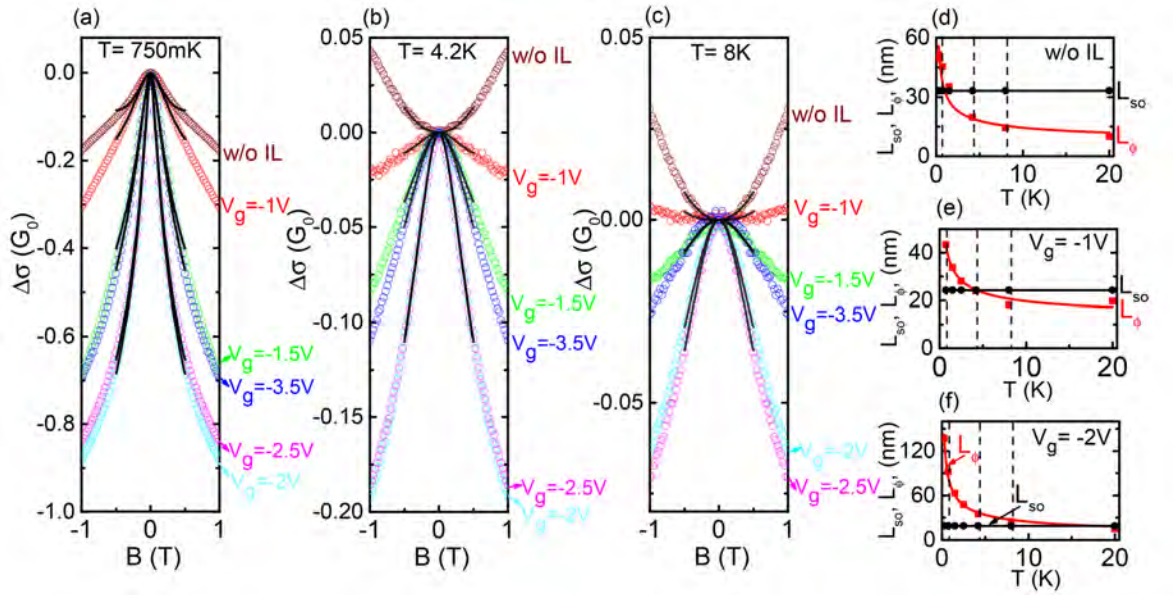 (a)
T= 750mK
0.0
-0.2
-0.4
-0.6
-0.8
-1.0
Δσ (G0)
-1 0 1
B (T)
w/o IL
Vg=-1V
Vg=-1.5V
Vg=-3.5V
Vg=-2.5V
Vg=-2V
(b)
T= 4.2K
0.05
0.00
-0.05
-0.10
-0.15
-0.20
Δσ (G0)
-1 0 1
B (T)
w/o IL
Vg=-1V
Vg=-1.5V
Vg=-3.5V
Vg=-2.5V
Vg=-2V
(c)
T= 8K
0.05
0.00
-0.05
Δσ (G0)
-1 0 1
B (T)
w/o IL
Vg=-1V
Vg=-1.5V
Vg=-3.5V
Vg=-2V
Vg=-2.5V
(d)
w/o IL
60
30
0
Lso, Lϕ, (nm)
0 10 20
T (K)
Lso
Lϕ
(e)
Vg= -1V
40
20
0
Lso, Lϕ, (nm)
0 10 20
T (K)
Lso
Lϕ
(f)
Vg= -2V
120
90
60
30
0
Lso, Lϕ, (nm)
0 10 20
T (K)
Lϕ
Lso